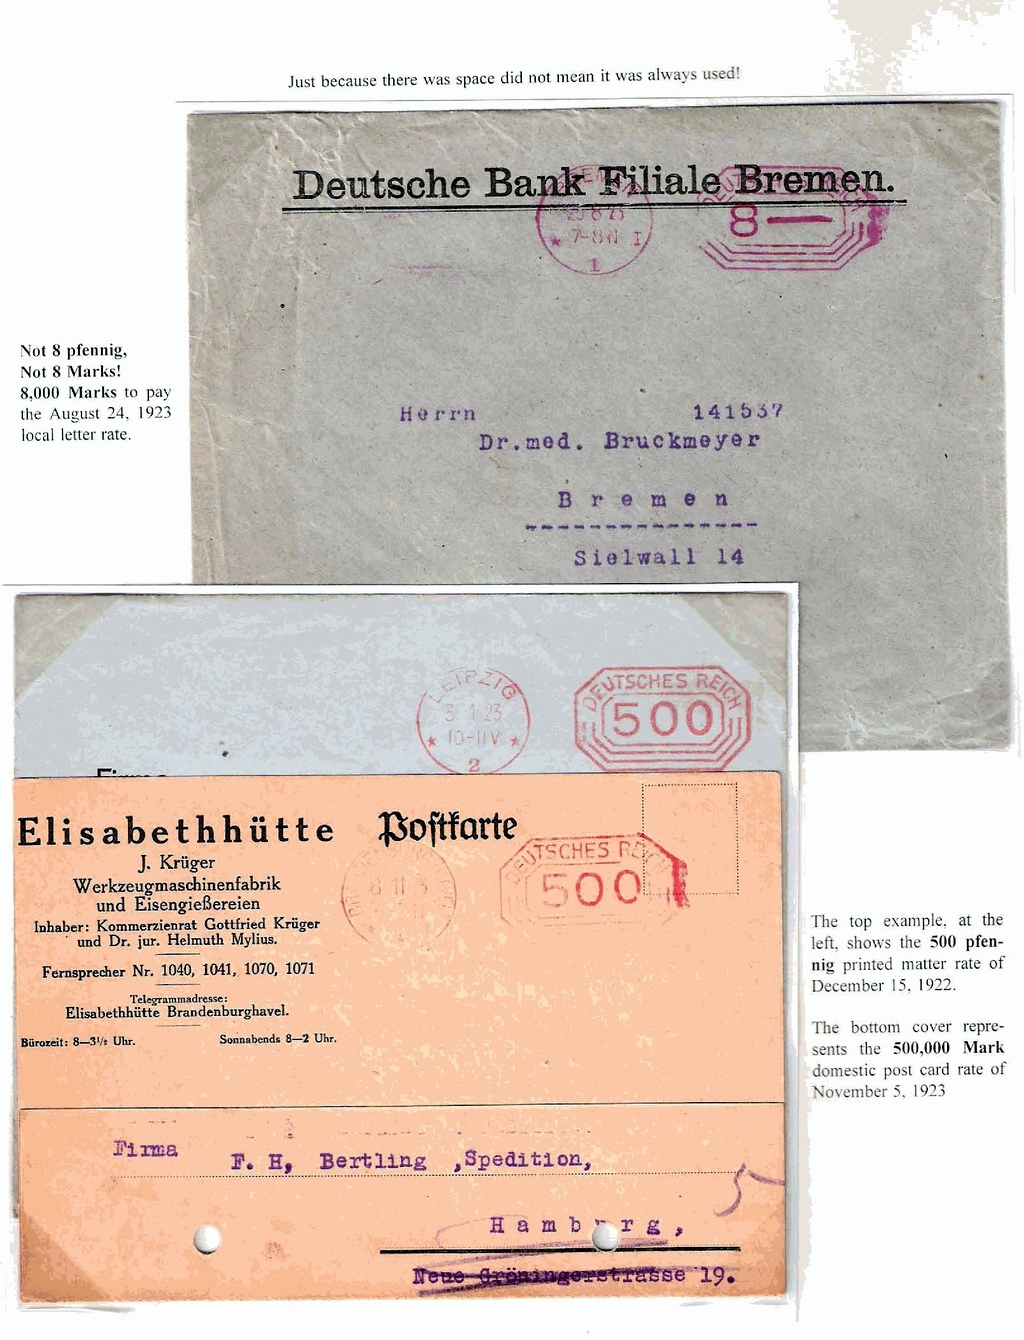 Just because there was space did not mean it was always used!
Deutsche Bank Filiale Bremen.
8—
7-8 N I
1
Not 8 pfennig,
Not 8 Marks!
8,000 Marks to pay
the August 24, 1923
local letter rate.
Herrn 141537
Dr.med. Bruckmeyer
Bremen
Sielwall 14
LEIPZIG
3 1 23
* 10-11 V *
2
DEUTSCHES REICH
500
Firma
Elisabethhütte
J. Krüger
Werkzeugmaschinenfabrik
und Eisengießereien
Inhaber: Kommerzienrat Gottfried Krüger
und Dr. jur. Helmuth Mylius.
Fernsprecher Nr. 1040, 1041, 1070, 1071
Telegrammadresse:
Elisabethhütte Brandenburghavel.
Bürozeit: 8—3½ Uhr. Sonnabends 8—2 Uhr.
Postkarte
DEUTSCHES REICH
500
The top example, at the
left, shows the 500 pfen-
nig printed matter rate of
December 15, 1922.
The bottom cover repre-
sents the 500,000 Mark
domestic post card rate of
November 5, 1923
Firma
F. H, Bertling ,Spedition,
5
Hamburg,
Neue Gröningerstrasse 19.